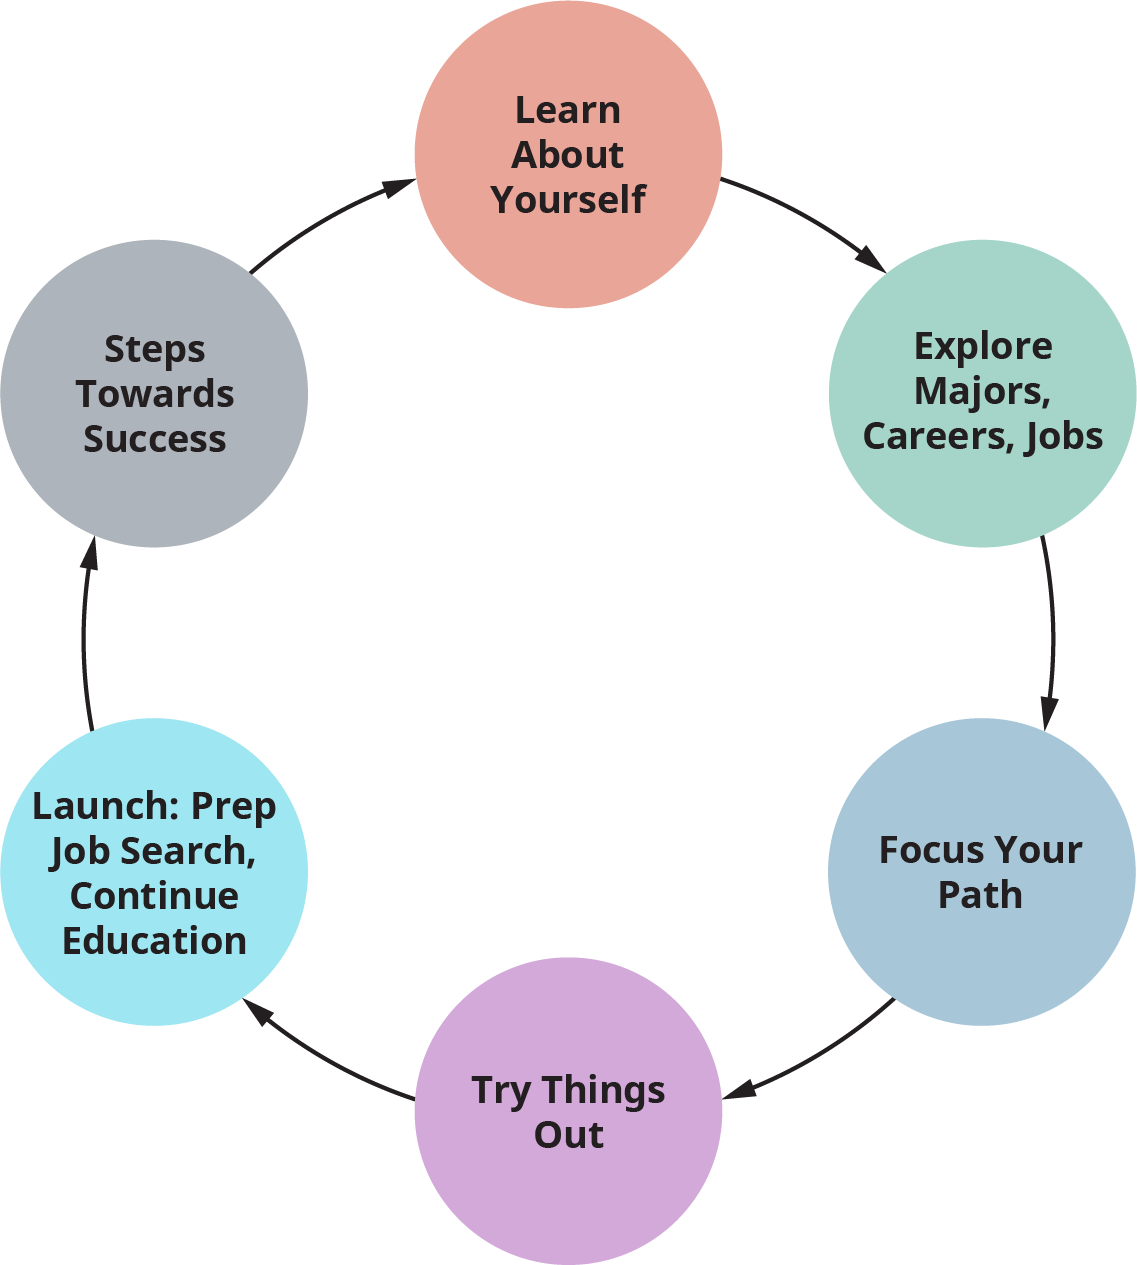 Learn
About
Yourself
Explore
Majors,
Careers, Jobs
Focus Your
Path
Try Things
Out
Launch: Prep
Job Search,
Continue
Education
Steps
Towards
Success